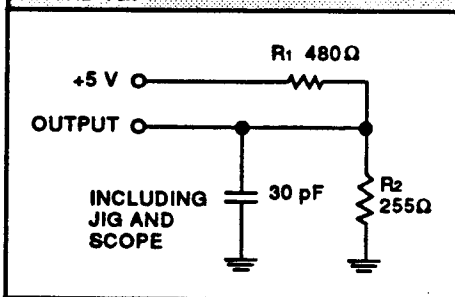 R1 480Ω
+5 V
OUTPUT
30 pF
R2
255Ω
INCLUDING
JIG AND
SCOPE